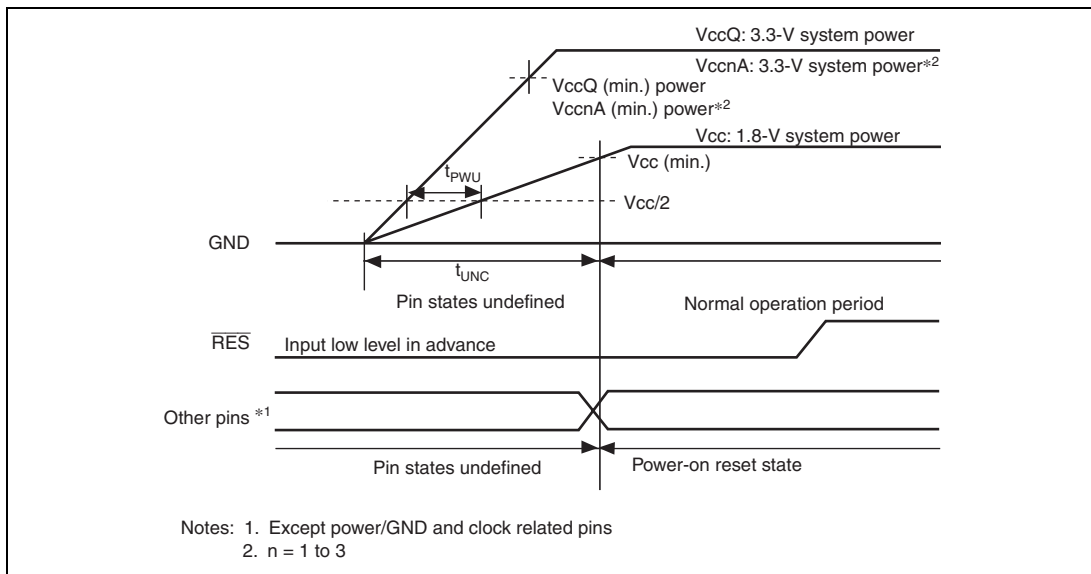 VccQ: 3.3-V system power
VccnA: 3.3-V system power*2
VccQ (min.) power
VccnA (min.) power*2
Vcc: 1.8-V system power
Vcc (min.)
tPWU
Vcc/2
GND
tUNC
Pin states undefined
Normal operation period
RES
Input low level in advance
Other pins *1
Pin states undefined
Power-on reset state
Notes: 1. Except power/GND and clock related pins
2. n = 1 to 3